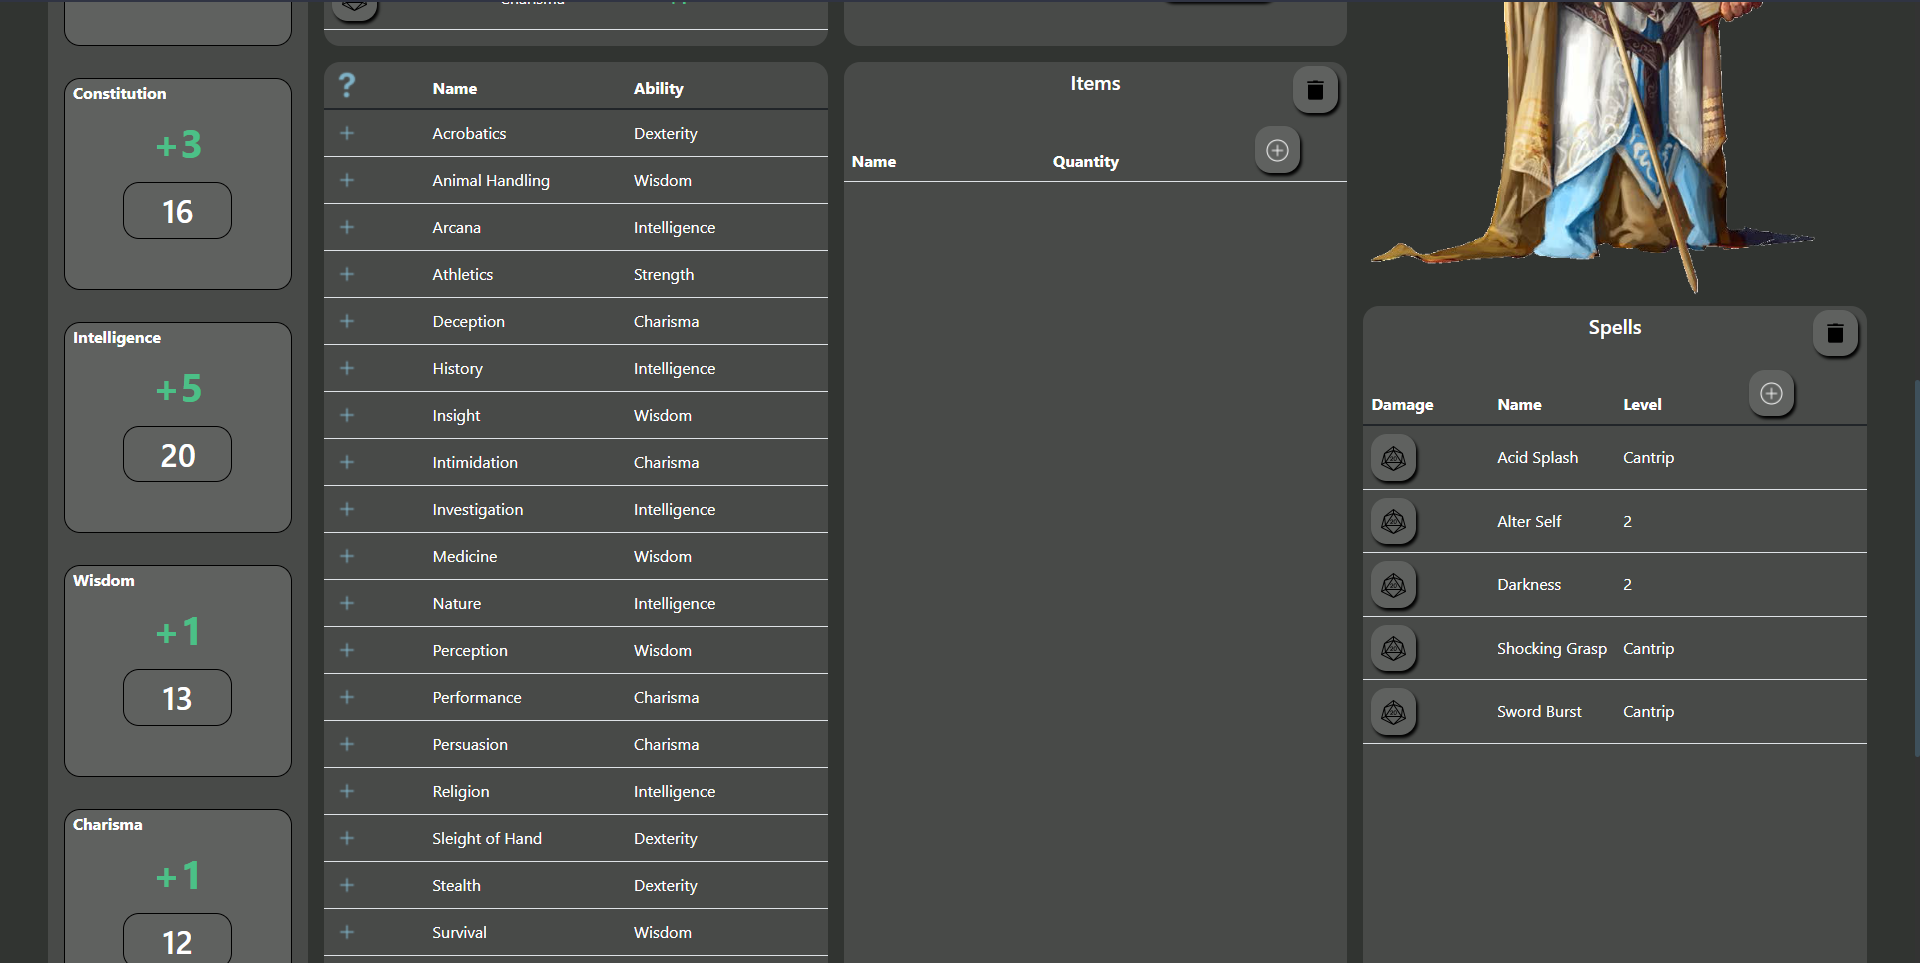 Charisma
Constitution
+3
16
Intelligence
+5
20
Wisdom
+1
13
Charisma
+1
12
? Name Ability
+ Acrobatics Dexterity
+ Animal Handling Wisdom
+ Arcana Intelligence
+ Athletics Strength
+ Deception Charisma
+ History Intelligence
+ Insight Wisdom
+ Intimidation Charisma
+ Investigation Intelligence
+ Medicine Wisdom
+ Nature Intelligence
+ Perception Wisdom
+ Performance Charisma
+ Persuasion Charisma
+ Religion Intelligence
+ Sleight of Hand Dexterity
+ Stealth Dexterity
+ Survival Wisdom
Items
Name Quantity
Spells
Damage Name Level
Acid Splash Cantrip
Alter Self 2
Darkness 2
Shocking Grasp Cantrip
Sword Burst Cantrip